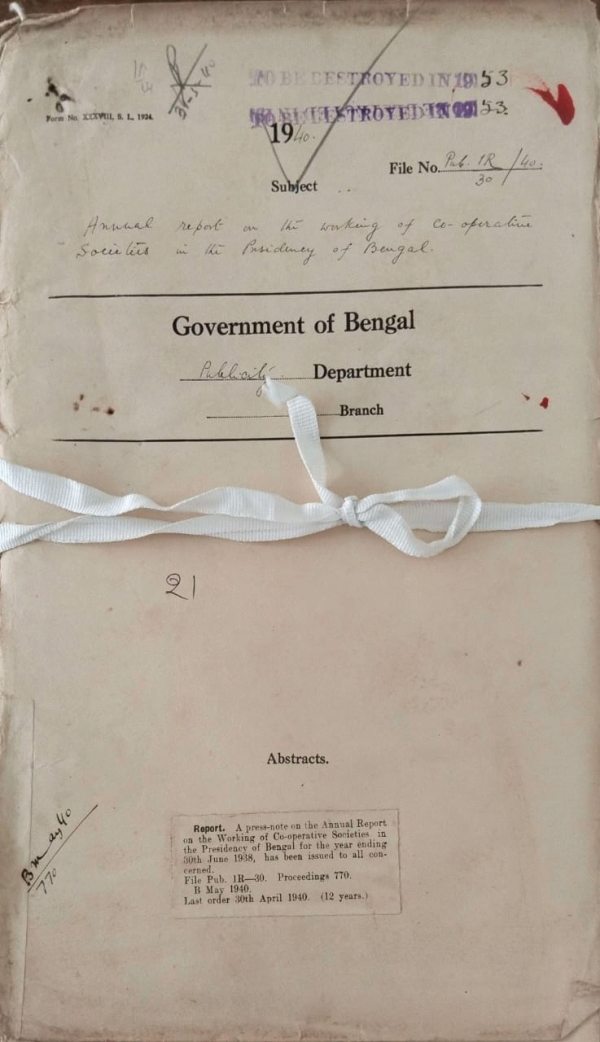 TO BE DESTROYED IN 1953
TO BE DESTROYED IN 1953
Form No. XXXVIII, S. L., 1924.
1940.
File No. Pub. 1R/30 /40.
Subject
Annual report on the working of Co-operative
Societies in the Presidency of Bengal.
Government of Bengal
Publicity Department
Branch
21
Abstracts.
B May 40
770
Report. A press-note on the Annual Report
on the Working of Co-operative Societies in
the Presidency of Bengal for the year ending
30th June 1938, has been issued to all con-
cerned.
File Pub. 1R—30. Proceedings 770.
B May 1940.
Last order 30th April 1940. (12 years.)